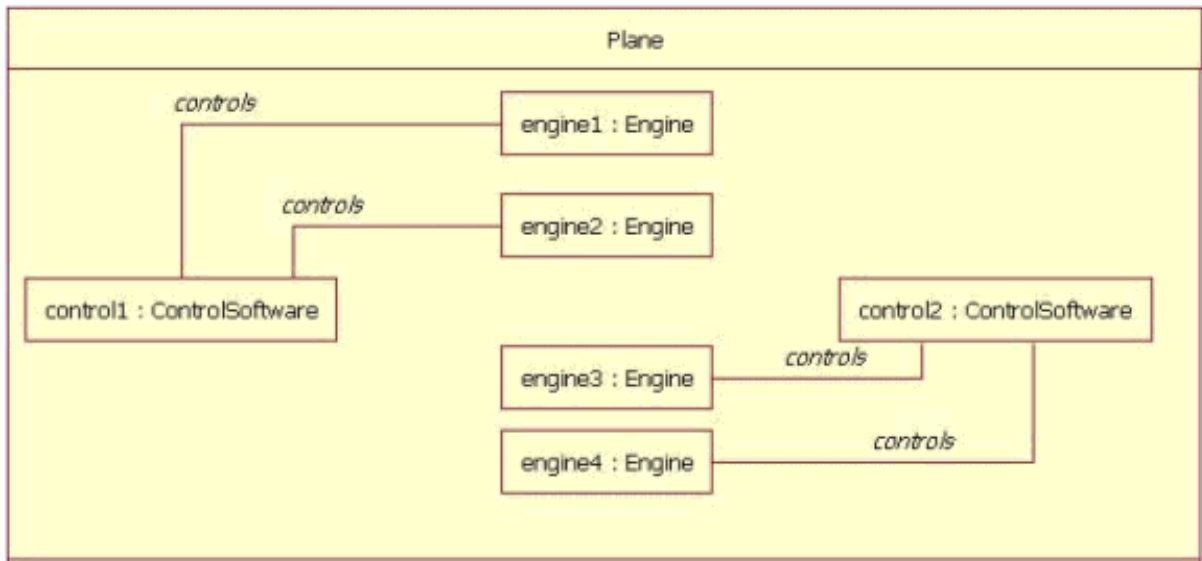 Plane
controls
engine1 : Engine
controls
engine2 : Engine
control1 : ControlSoftware
control2 : ControlSoftware
controls
engine3 : Engine
controls
engine4 : Engine